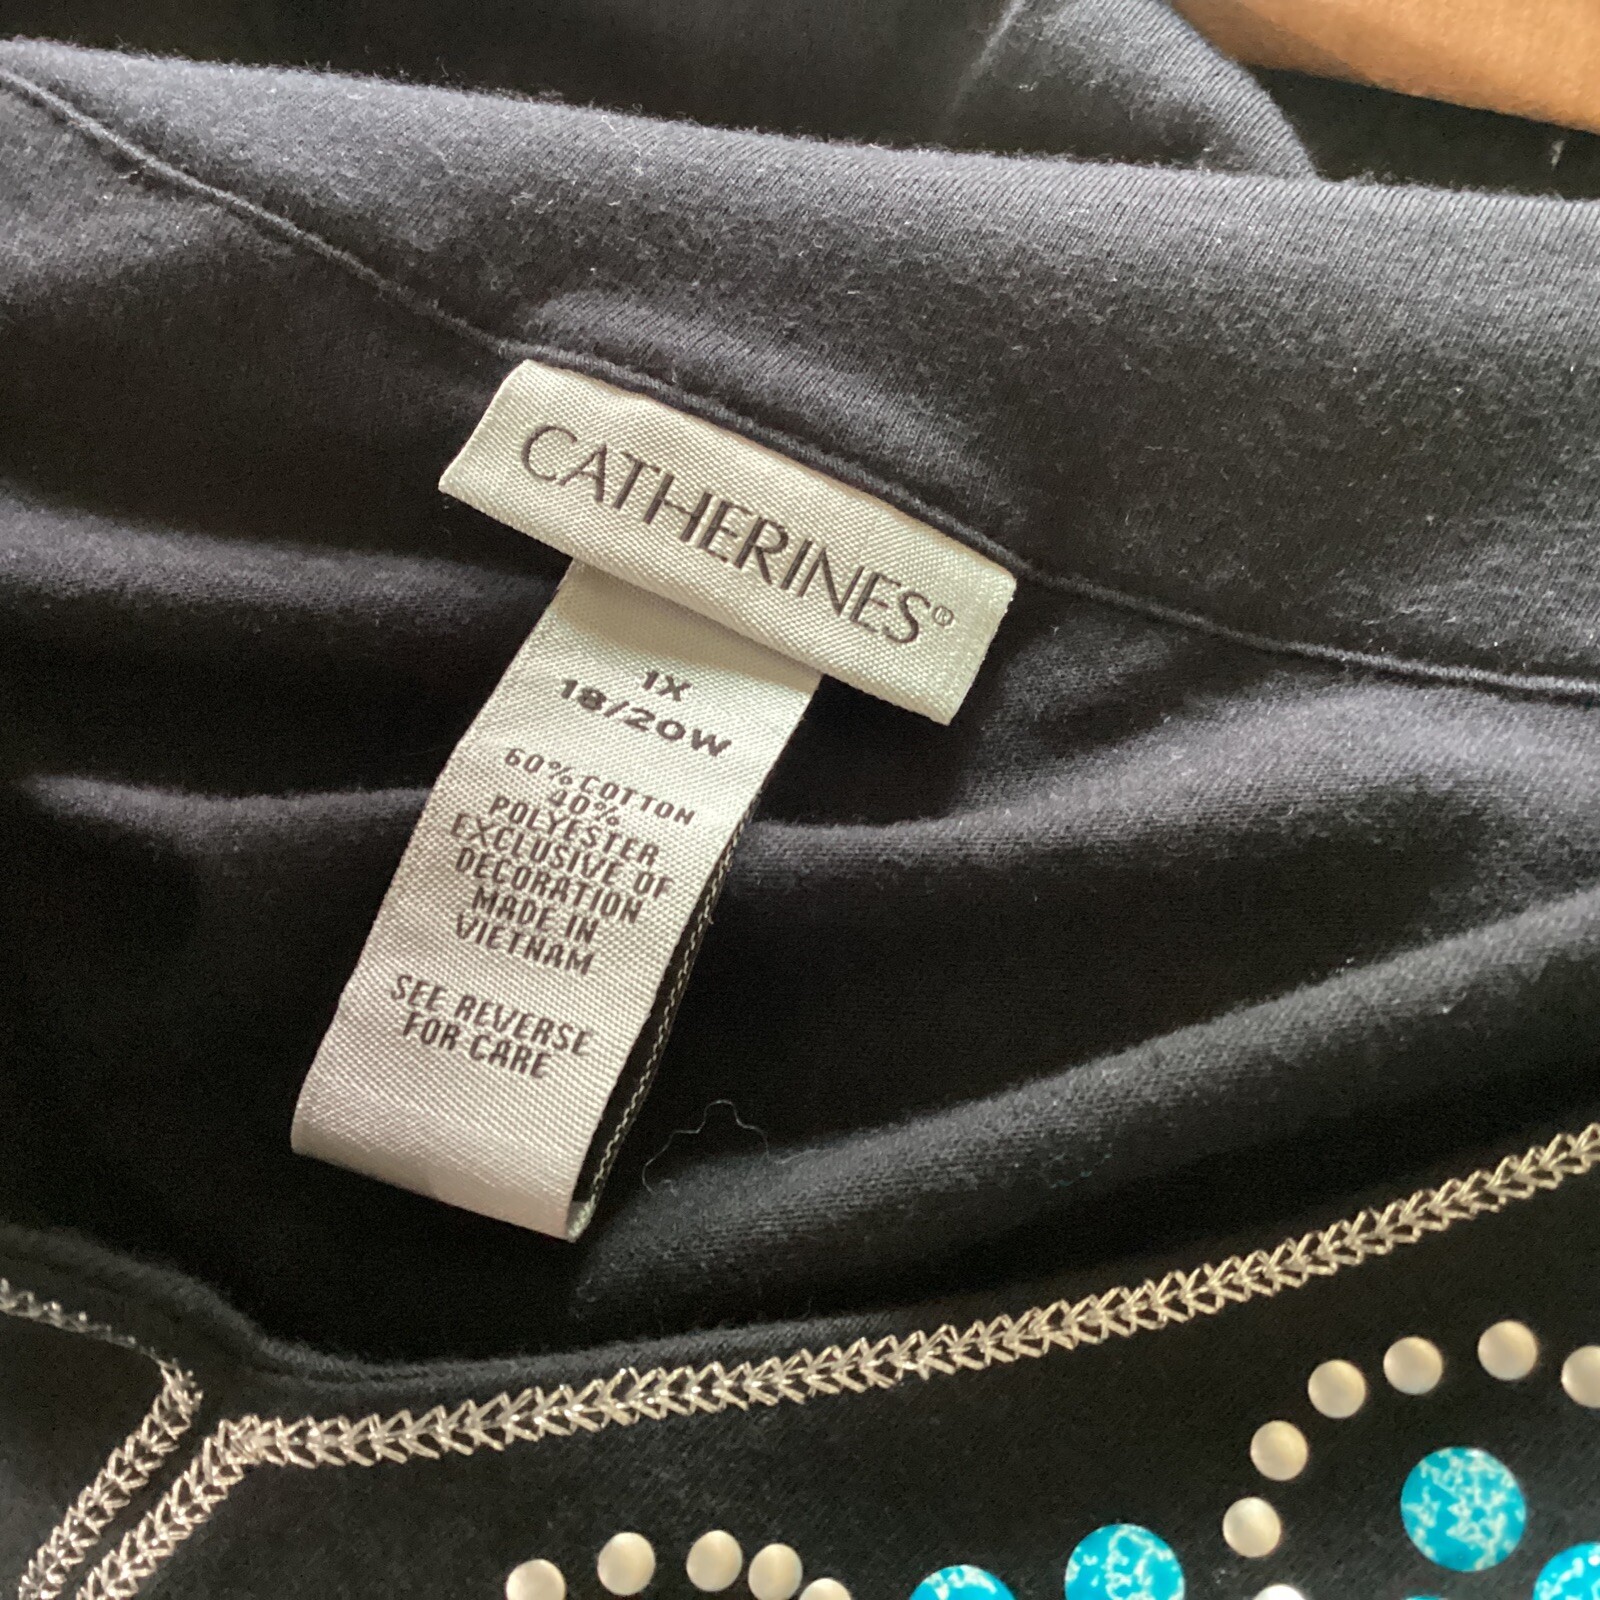 CATHERINES®
1X
18/20W
60% COTTON
40%
POLYESTER
EXCLUSIVE OF
DECORATION
MADE IN
VIETNAM
SEE REVERSE
FOR CARE